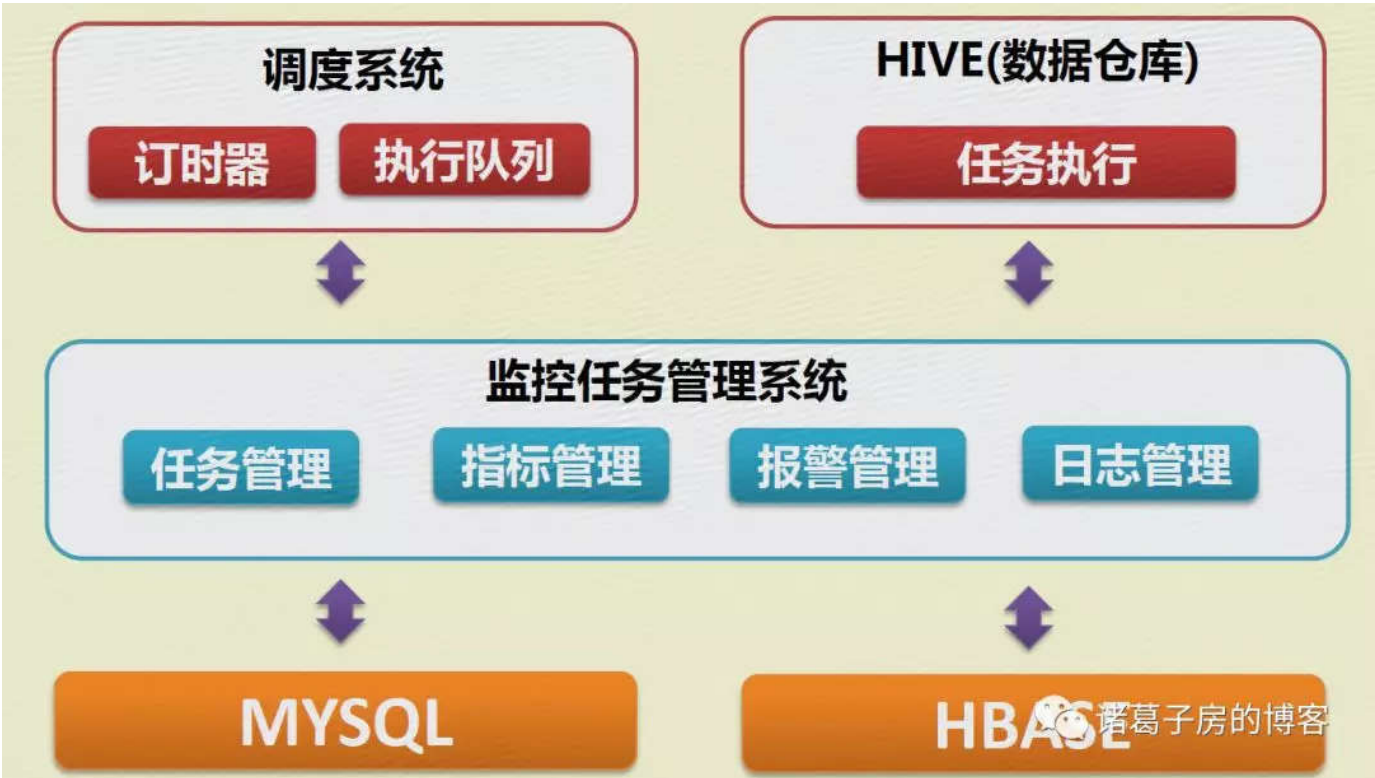 调度系统
HIVE(数据仓库)
订时器
执行队列
任务执行
监控任务管理系统
任务管理
指标管理
报警管理
日志管理
MYSQL
HBASE
诸葛子房的博客